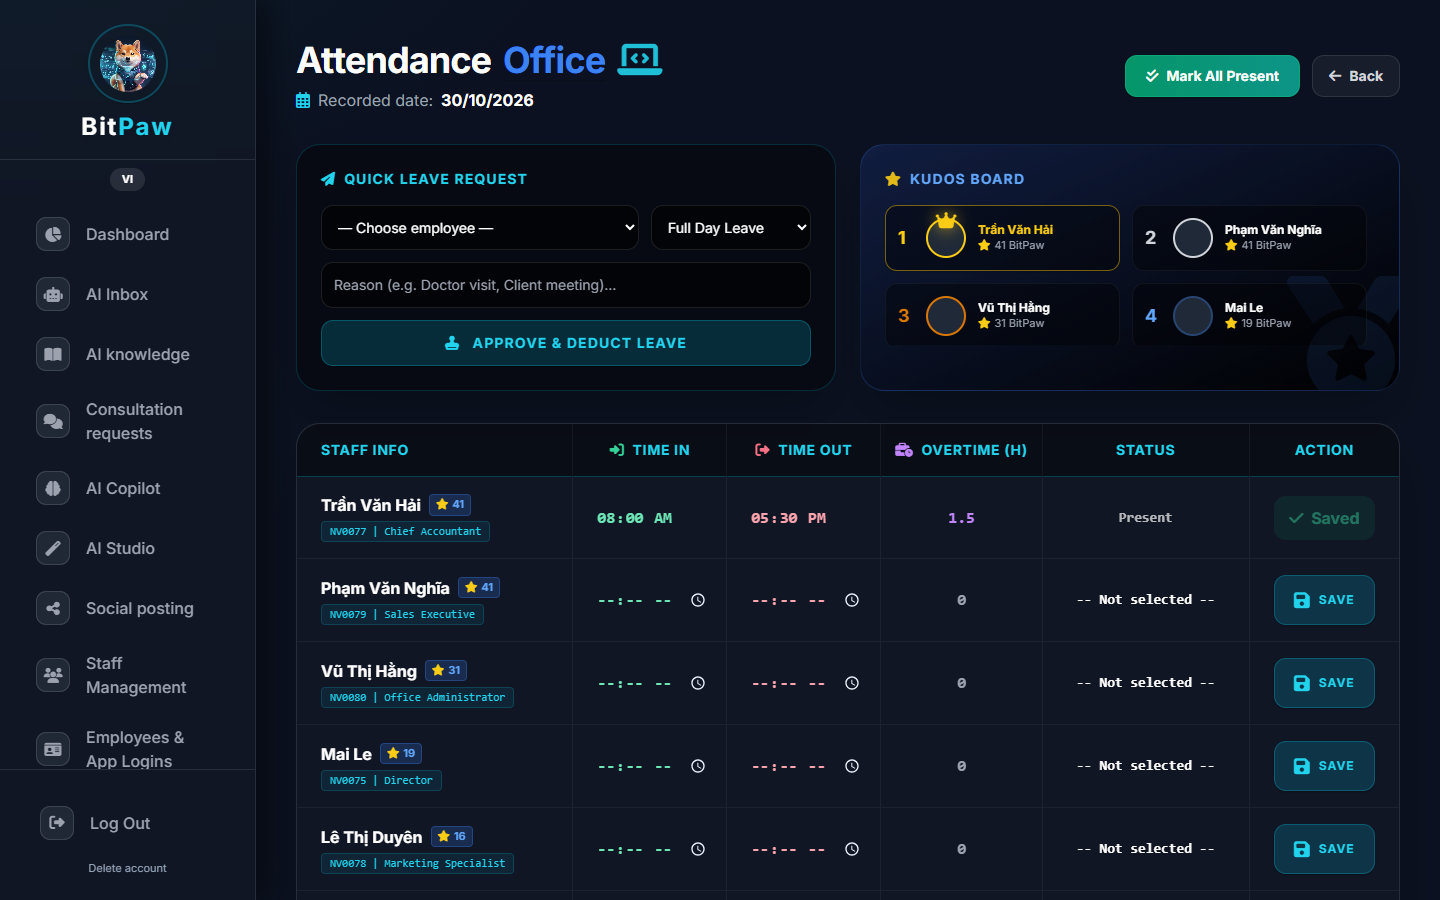 BitPaw
VI
Dashboard
AI Inbox
AI knowledge
Consultation
requests
AI Copilot
AI Studio
Social posting
Staff
Management
Employees &
App Logins
Log Out
Delete account
Attendance Office
Recorded date: 30/10/2026
Mark All Present
Back
QUICK LEAVE REQUEST
— Choose employee —
Full Day Leave
Reason (e.g. Doctor visit, Client meeting)...
APPROVE & DEDUCT LEAVE
KUDOS BOARD
1 Trần Văn Hải
41 BitPaw
2 Phạm Văn Nghĩa
41 BitPaw
3 Vũ Thị Hằng
31 BitPaw
4 Mai Le
19 BitPaw
STAFF INFO TIME IN TIME OUT OVERTIME (H) STATUS ACTION
Trần Văn Hải 41
NV0077 | Chief Accountant
08:00 AM 05:30 PM 1.5 Present Saved
Phạm Văn Nghĩa 41
NV0079 | Sales Executive
--:-- -- --:-- -- 0 -- Not selected -- SAVE
Vũ Thị Hằng 31
NV0080 | Office Administrator
--:-- -- --:-- -- 0 -- Not selected -- SAVE
Mai Le 19
NV0075 | Director
--:-- -- --:-- -- 0 -- Not selected -- SAVE
Lê Thị Duyên 16
NV0078 | Marketing Specialist
--:-- -- --:-- -- 0 -- Not selected -- SAVE